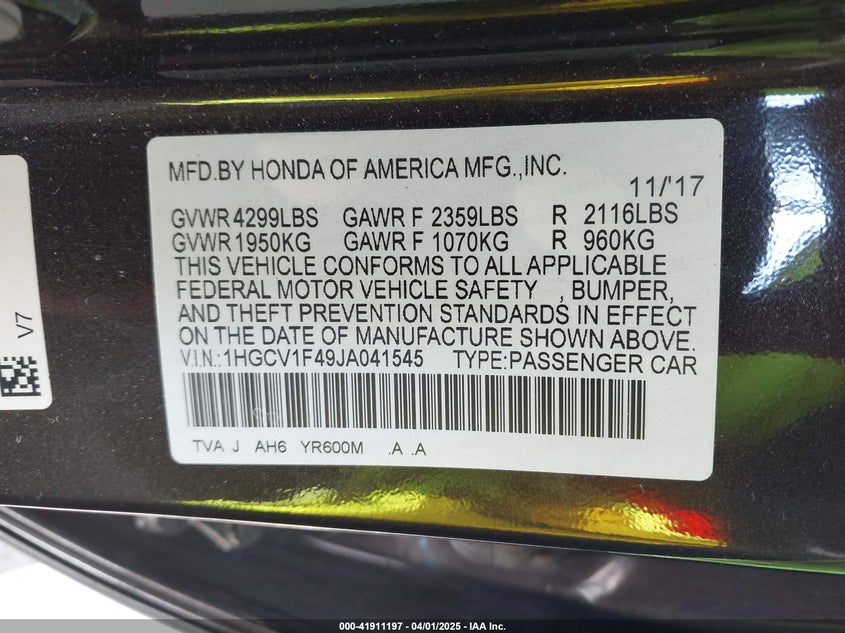 MFD.BY HONDA OF AMERICA MFG.,INC.
11/'17
GVWR 4299LBS GAWR F 2359LBS R 2116LBS
GVWR 1950KG GAWR F 1070KG R 960KG
THIS VEHICLE CONFORMS TO ALL APPLICABLE
FEDERAL MOTOR VEHICLE SAFETY , BUMPER,
AND THEFT PREVENTION STANDARDS IN EFFECT
ON THE DATE OF MANUFACTURE SHOWN ABOVE.
V.I.N.:1HGCV1F49JA041545 TYPE:PASSENGER CAR
TVA J AH6 YR600M .A .A
V7
000-41911197 - 04/01/2025 - IAA Inc.